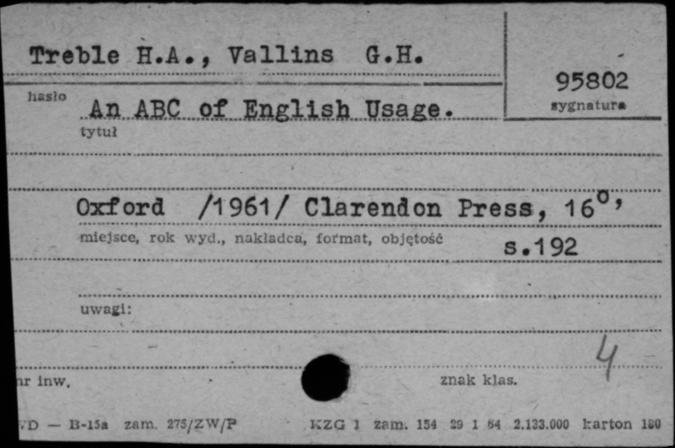 Treble H.A., Vallins G.H.
95802
hasło
sygnatura
An ABC of English Usage.
tytuł
Oxford /1961/ Clarendon Press, 16°,
miejsce, rok wyd., nakładca, format, objętość
s.192
uwagi:
4
nr inw.
znak klas.
B-15a zam. 275/ZW/P KZG 1 zam. 154 29 1 64 2.133.000 karton 180